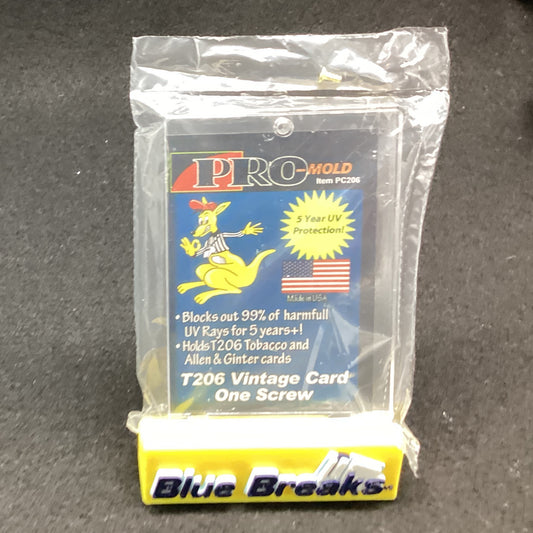 PRO-MOLD
Item PC206
5 Year UV
Protection!
Made in USA
• Blocks out 99% of harmfull
UV Rays for 5 years+!
• Holds T206 Tobacco and
Allen & Ginter cards
T206 Vintage Card
One Screw
Blue Breaks